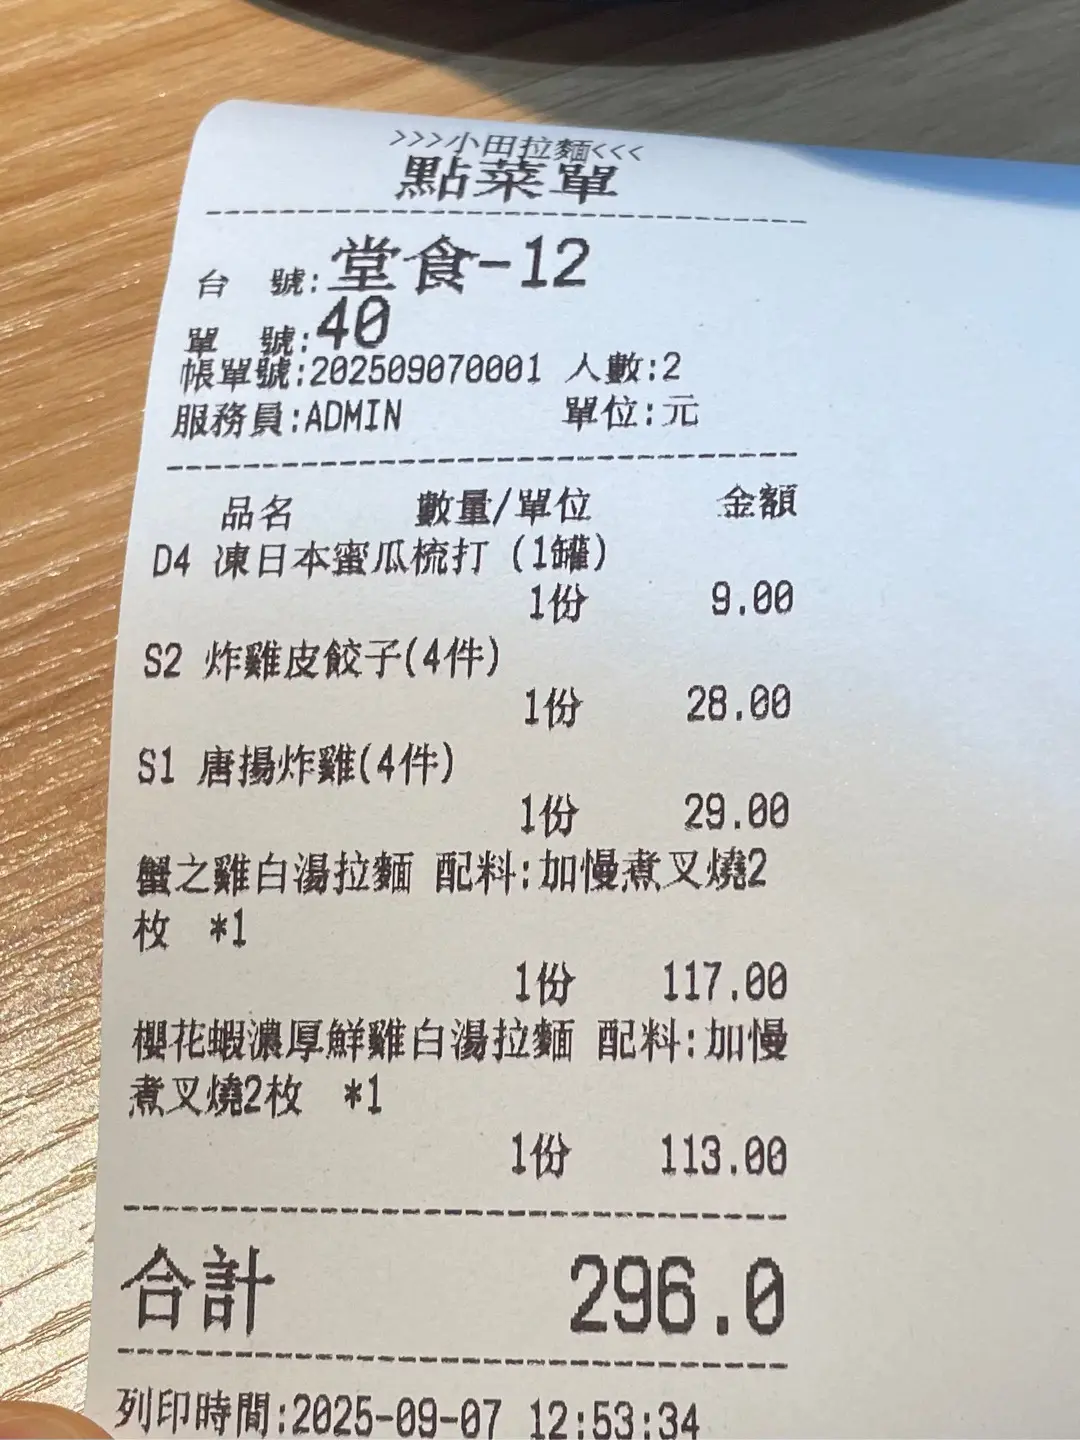 >>>小田拉麵<<<
點菜單
台 號:堂食-12
單 號:40
帳單號:202509070001 人數:2
服務員:ADMIN 單位:元
品名 數量/單位 金額
D4 凍日本蜜瓜梳打 (1罐)
1份 9.00
S2 炸雞皮餃子(4件)
1份 28.00
S1 唐揚炸雞(4件)
1份 29.00
蟹之雞白湯拉麵 配料:加慢煮叉燒2
枚 *1
1份 117.00
櫻花蝦濃厚鮮雞白湯拉麵 配料:加慢
煮叉燒2枚 *1
1份 113.00
合計 296.0
列印時間:2025-09-07 12:53:34